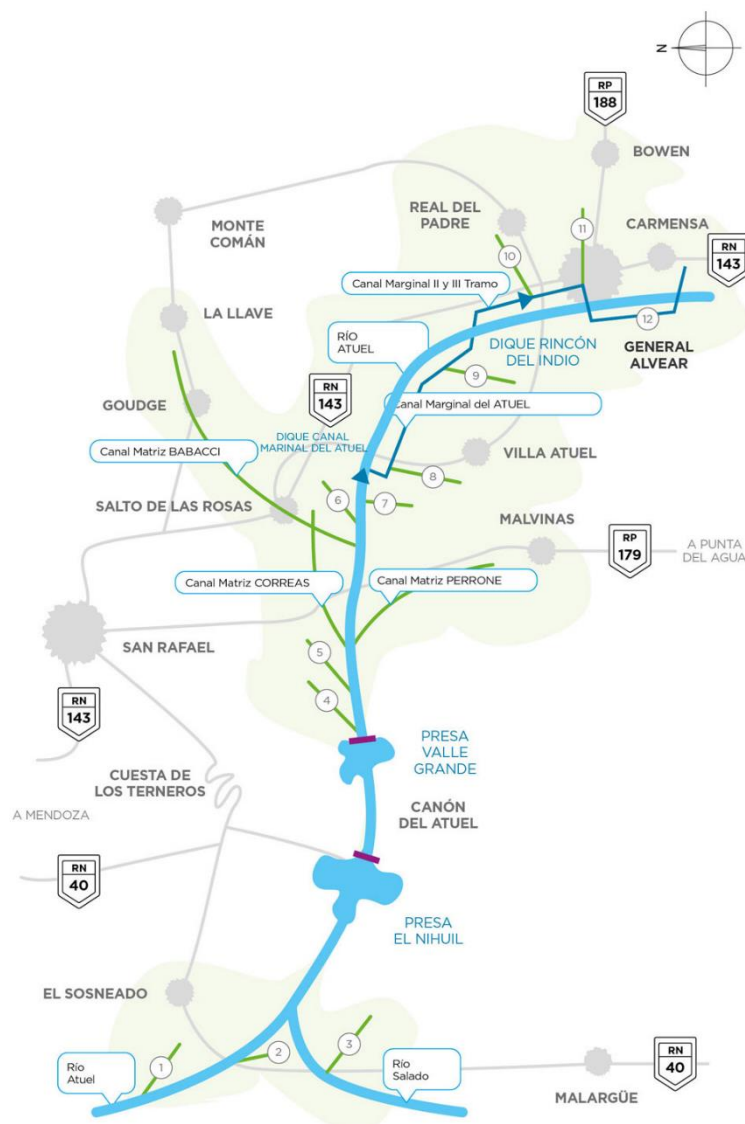 N
RP
188
BOWEN
REAL DEL
PADRE
CARMENSA
RN
143
MONTE
COMÁN
11
10
Canal Marginal II y III Tramo
LA LLAVE
12
RÍO
ATUEL
DIQUE RINCÓN
DEL INDIO
GENERAL
ALVEAR
9
RN
143
GOUDGE
Canal Marginal del ATUEL
DIQUE CANAL
MARINAL DEL ATUEL
Canal Matriz BABACCI
VILLA ATUEL
8
6
7
SALTO DE LAS ROSAS
MALVINAS
RP
179
A PUNTA
DEL AGUA
Canal Matriz CORREAS
Canal Matriz PERRONE
SAN RAFAEL
5
4
RN
143
PRESA
VALLE
GRANDE
CUESTA DE
LOS TERNEROS
CANÓN
DEL ATUEL
A MENDOZA
RN
40
PRESA
EL NIHUIL
EL SOSNEADO
1
2
3
Río
Atuel
Río
Salado
RN
40
MALARGÜE